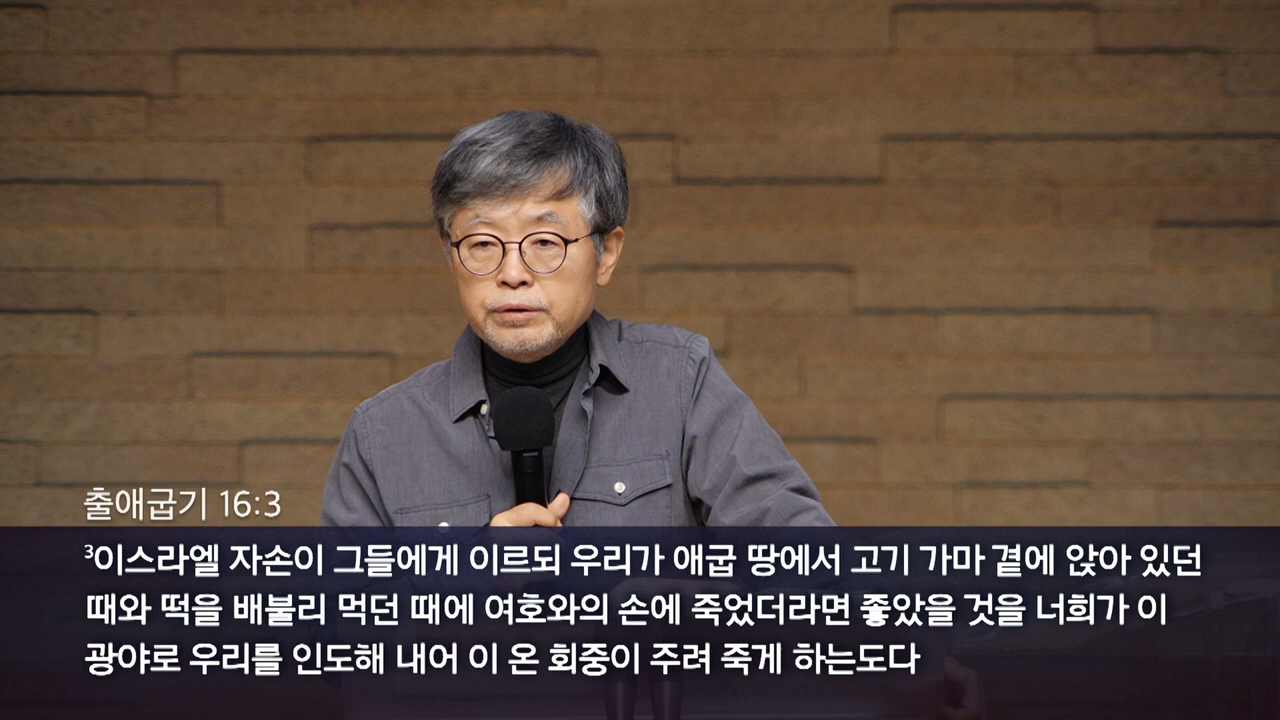 출애굽기 16:3
³이스라엘 자손이 그들에게 이르되 우리가 애굽 땅에서 고기 가마 곁에 앉아 있던
때와 떡을 배불리 먹던 때에 여호와의 손에 죽었더라면 좋았을 것을 너희가 이
광야로 우리를 인도해 내어 이 온 회중이 주려 죽게 하는도다